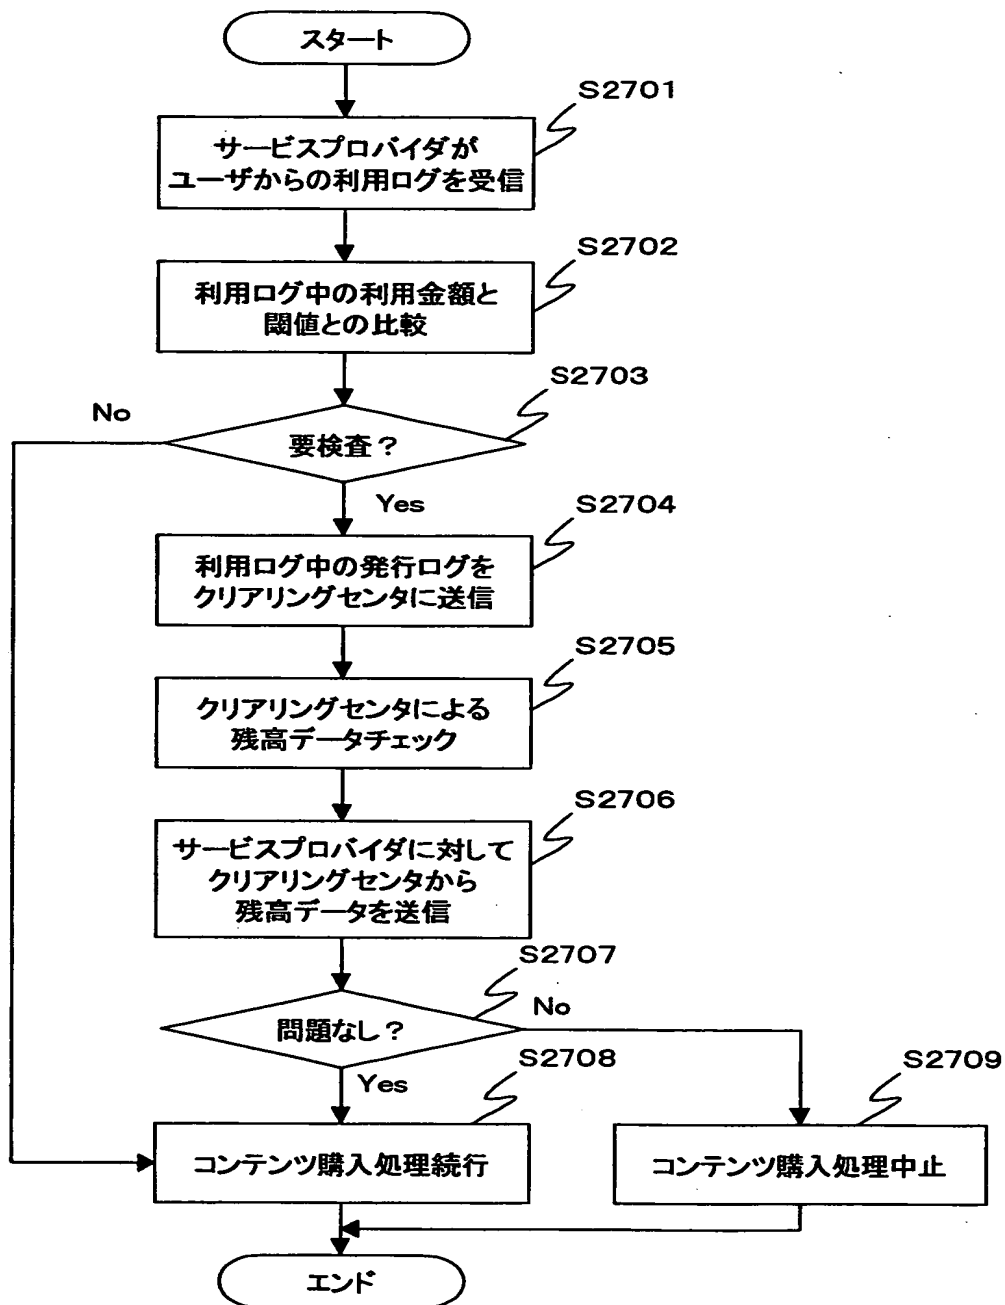 スタート
S2701
サービスプロバイダが
ユーザからの利用ログを受信
S2702
利用ログ中の利用金額と
閾値との比較
S2703
No
要検査？
Yes
S2704
利用ログ中の発行ログを
クリアリングセンタに送信
S2705
クリアリングセンタによる
残高データチェック
S2706
サービスプロバイダに対して
クリアリングセンタから
残高データを送信
S2707
No
問題なし？
Yes
S2708
S2709
コンテンツ購入処理続行
コンテンツ購入処理中止
エンド